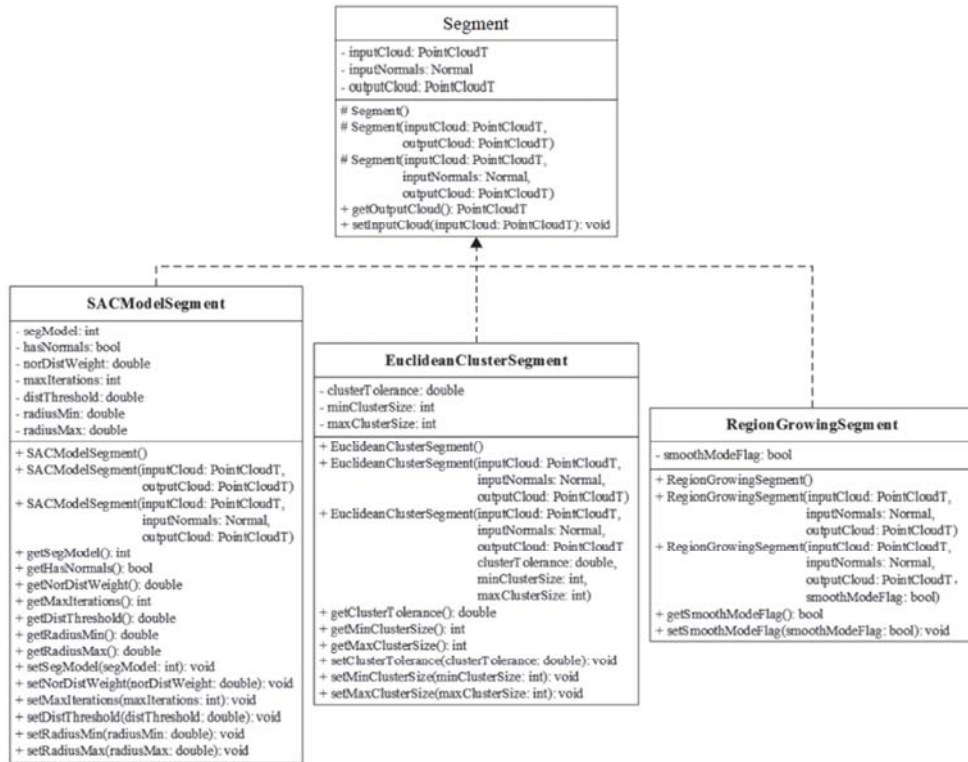 Segment
- inputCloud: PointCloudT
- inputNormals: Normal
- outputCloud: PointCloudT
# Segment()
# Segment(inputCloud: PointCloudT,
outputCloud: PointCloudT)
# Segment(inputCloud: PointCloudT,
inputNormals: Normal,
outputCloud: PointCloudT)
+ getOutputCloud(): PointCloudT
+ setInputCloud(inputCloud: PointCloudT): void
SACModelSegment
- segModel: int
- hasNormals: bool
- norDistWeight: double
- maxIterations: int
- distThreshold: double
- radiusMin: double
- radiusMax: double
+ SACModelSegment()
+ SACModelSegment(inputCloud: PointCloudT,
outputCloud: PointCloudT)
+ SACModelSegment(inputCloud: PointCloudT,
inputNormals: Normal,
outputCloud: PointCloudT)
+ getSegModel(): int
+ getHasNormals(): bool
+ getNorDistWeight(): double
+ getMaxIterations(): int
+ getDistThreshold(): double
+ getRadiusMin(): double
+ getRadiusMax(): double
+ setSegModel(segModel: int): void
+ setNorDistWeight(norDistWeight: double): void
+ setMaxIterations(maxIterations: int): void
+ setDistThreshold(distThreshold: double): void
+ setRadiusMin(radiusMin: double): void
+ setRadiusMax(radiusMax: double): void
EuclideanClusterSegment
- clusterTolerance: double
- minClusterSize: int
- maxClusterSize: int
+ EuclideanClusterSegment()
+ EuclideanClusterSegment(inputCloud: PointCloudT,
inputNormals: Normal,
outputCloud: PointCloudT)
+ EuclideanClusterSegment(inputCloud: PointCloudT,
inputNormals: Normal,
outputCloud: PointCloudT
clusterTolerance: double,
minClusterSize: int,
maxClusterSize: int)
+ getClusterTolerance(): double
+ getMinClusterSize(): int
+ getMaxClusterSize(): int
+ setClusterTolerance(clusterTolerance: double): void
+ setMinClusterSize(minClusterSize: int): void
+ setMaxClusterSize(maxClusterSize: int): void
RegionGrowingSegment
- smoothModeFlag: bool
+ RegionGrowingSegment()
+ RegionGrowingSegment(inputCloud: PointCloudT,
inputNormals: Normal,
outputCloud: PointCloudT)
+ RegionGrowingSegment(inputCloud: PointCloudT,
inputNormals: Normal,
outputCloud: PointCloudT,
smoothModeFlag: bool)
+ getSmoothModeFlag(): bool
+ setSmoothModeFlag(smoothModeFlag: bool): void